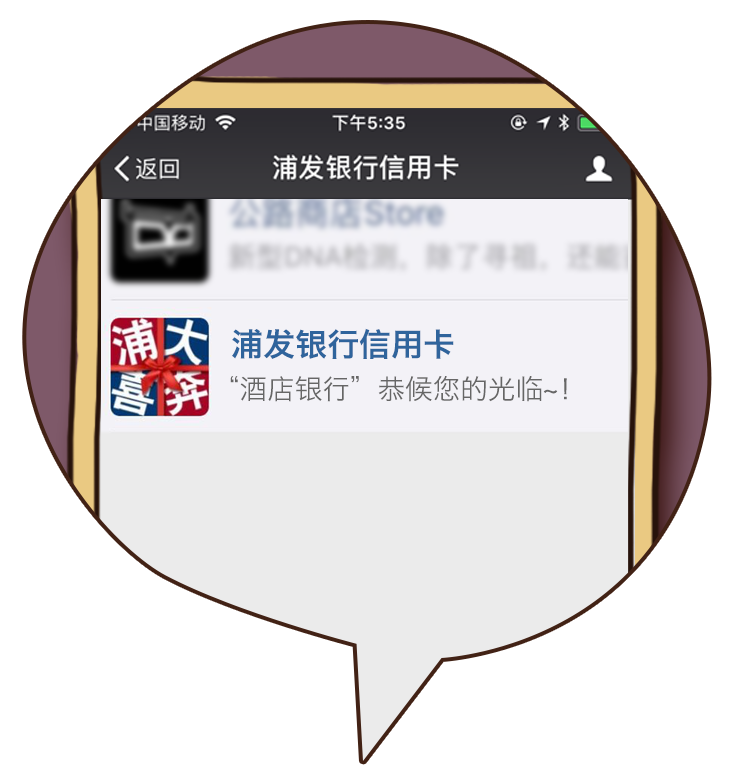 中国移动 下午5:35
返回 浦发银行信用卡
公路商店Store
新型DNA检测，除了寻祖，还能
浦大
喜奔
浦发银行信用卡
“酒店银行”恭候您的光临~！